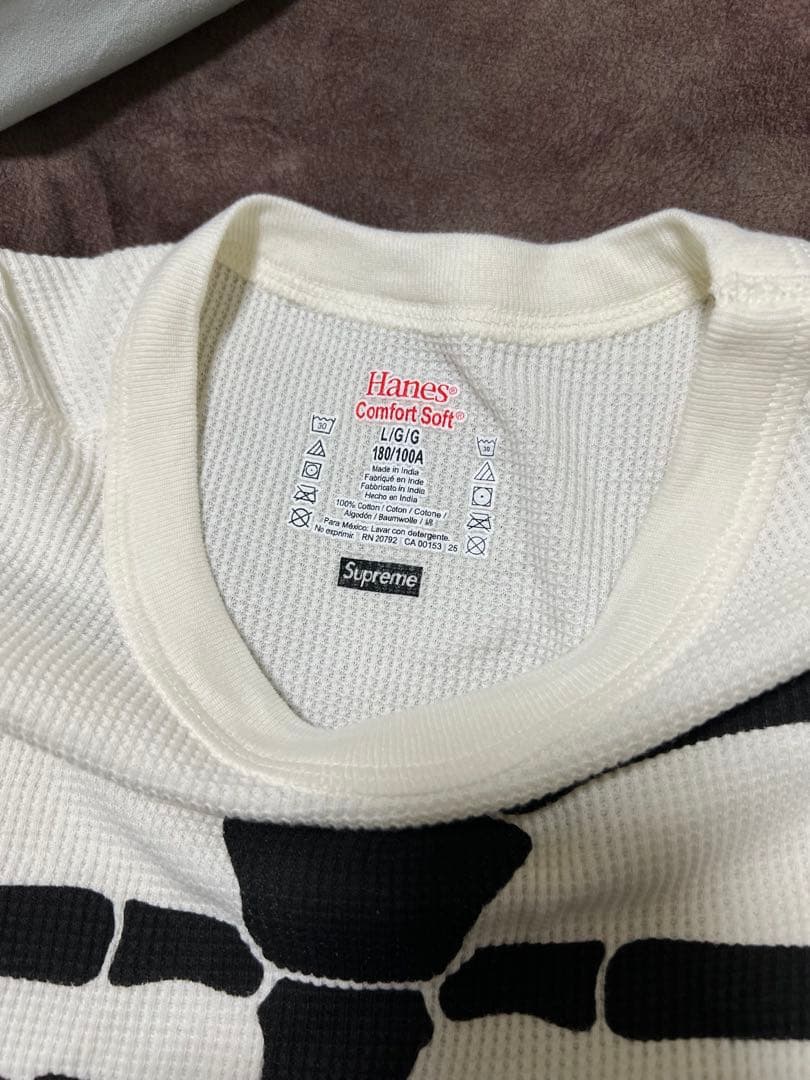 Hanes®
Comfort Soft®
30
30
L/G/G
180/100A
Made in India
Fabriqué en Inde
Fabbricato in India
Hecho en India
100% Cotton / Coton / Cotone /
Algodón / Baumwolle / 棉
Para México: Lavar con detergente.
No exprimir RN 20792 CA 00153 25
Supreme